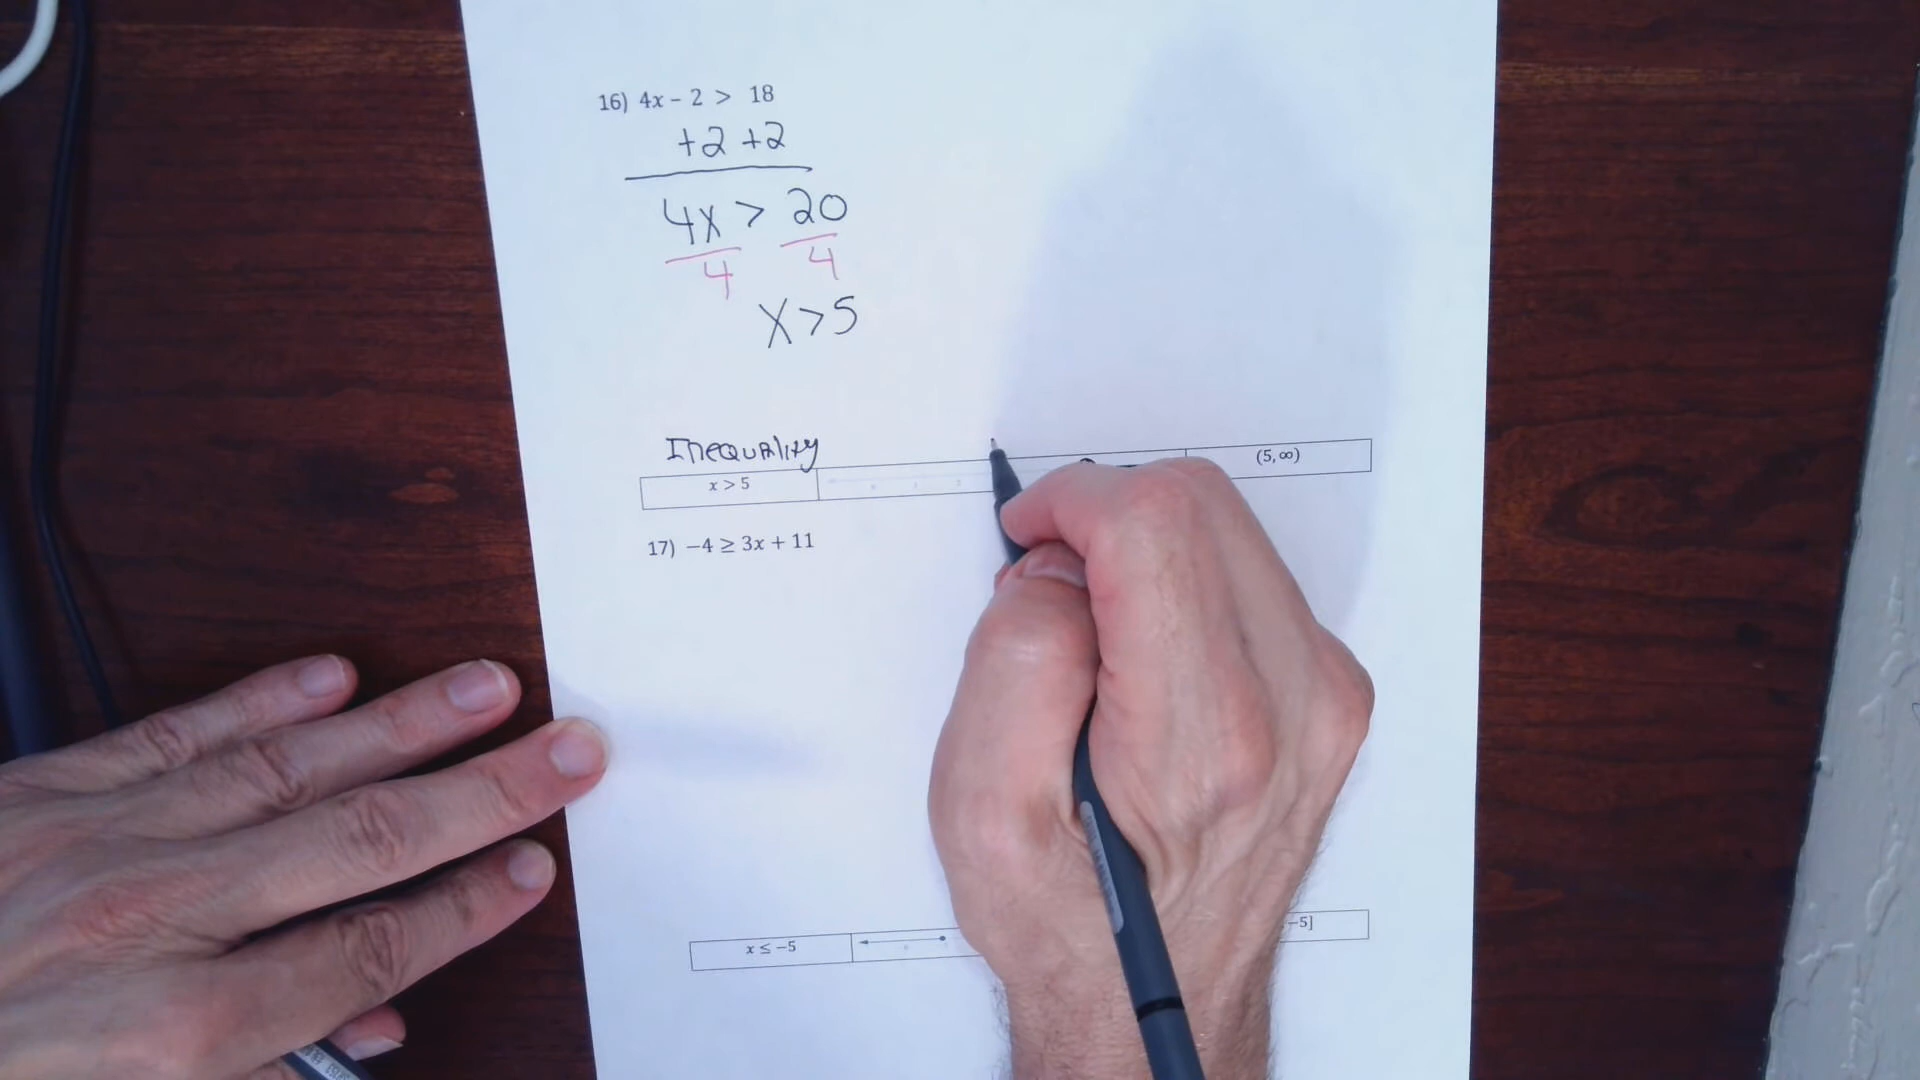 16) 4x − 2 > 18
+2 +2
4x > 20
4 4
x > 5
Inequality
x > 5 (5, ∞)
17) −4 ≥ 3x + 11
x ≤ −5 −5]